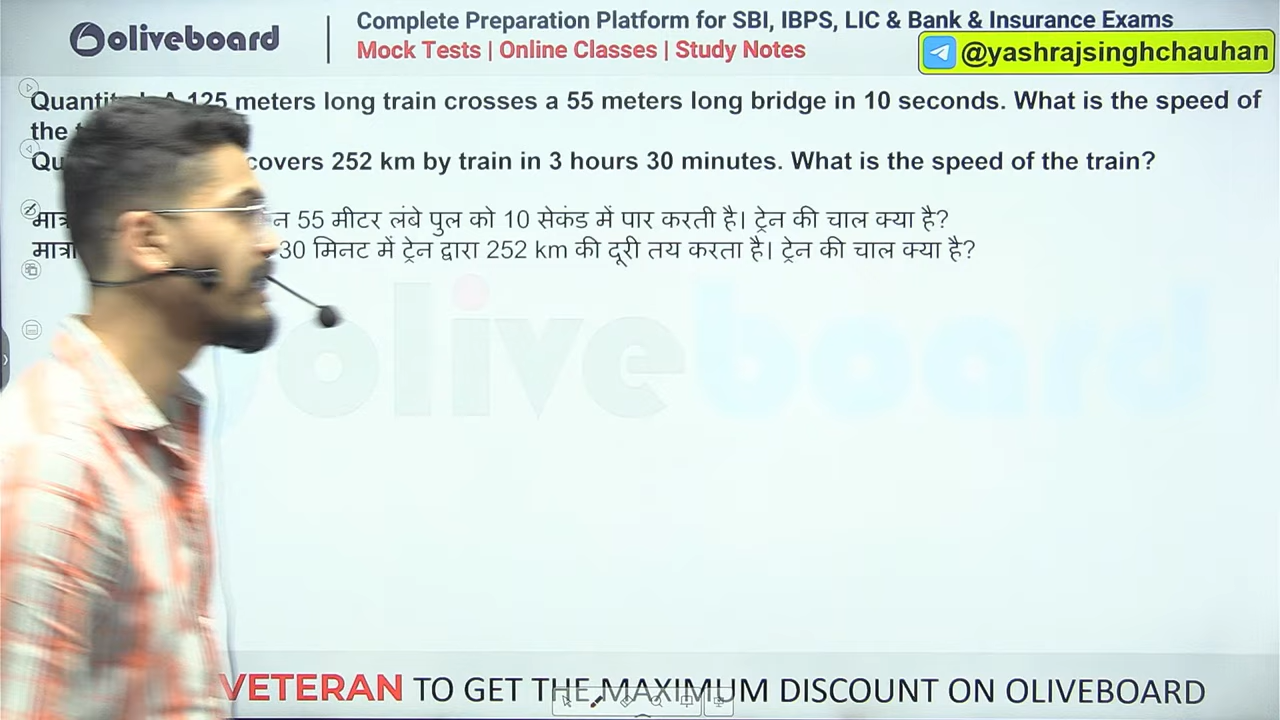 oliveboard
Complete Preparation Platform for SBI, IBPS, LIC & Bank & Insurance Exams
Mock Tests | Online Classes | Study Notes
@yashrajsinghchauhan
125 meters long train crosses a 55 meters long bridge in 10 seconds. What is the speed of
the
covers 252 km by train in 3 hours 30 minutes. What is the speed of the train?
55 मीटर लंबे पुल को 10 सेकंड में पार करती है। ट्रेन की चाल क्या है?
30 मिनट में ट्रेन द्वारा 252 km की दूरी तय करता है। ट्रेन की चाल क्या है?
oliveboard
VETERAN TO GET THE MAXIMUM DISCOUNT ON OLIVEBOARD